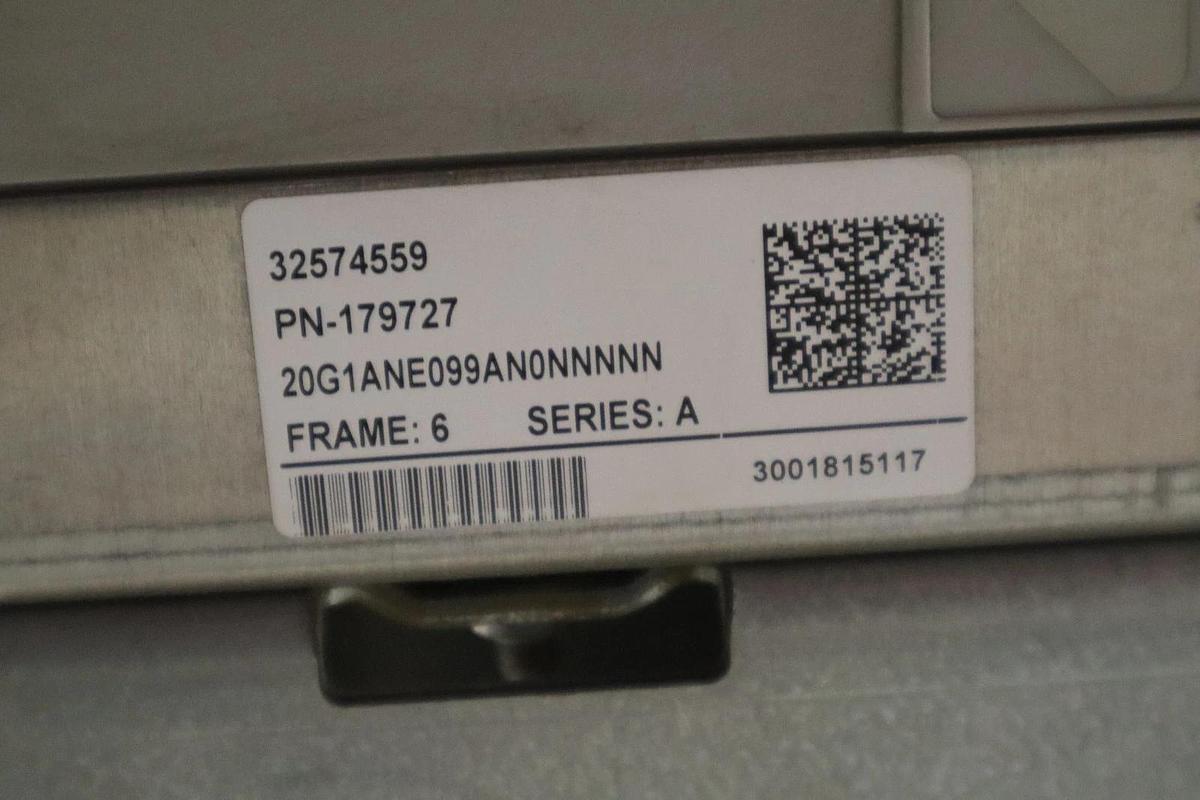 32574559
PN-179727
20G1ANE099AN0NNNNN
FRAME: 6 SERIES: A
3001815117